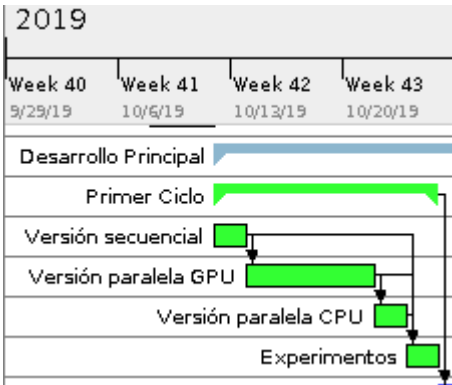 2019
Week 40 Week 41 Week 42 Week 43
9/29/19 10/6/19 10/13/19 10/20/19
Desarrollo Principal
Primer Ciclo
Versión secuencial
Versión paralela GPU
Versión paralela CPU
Experimentos